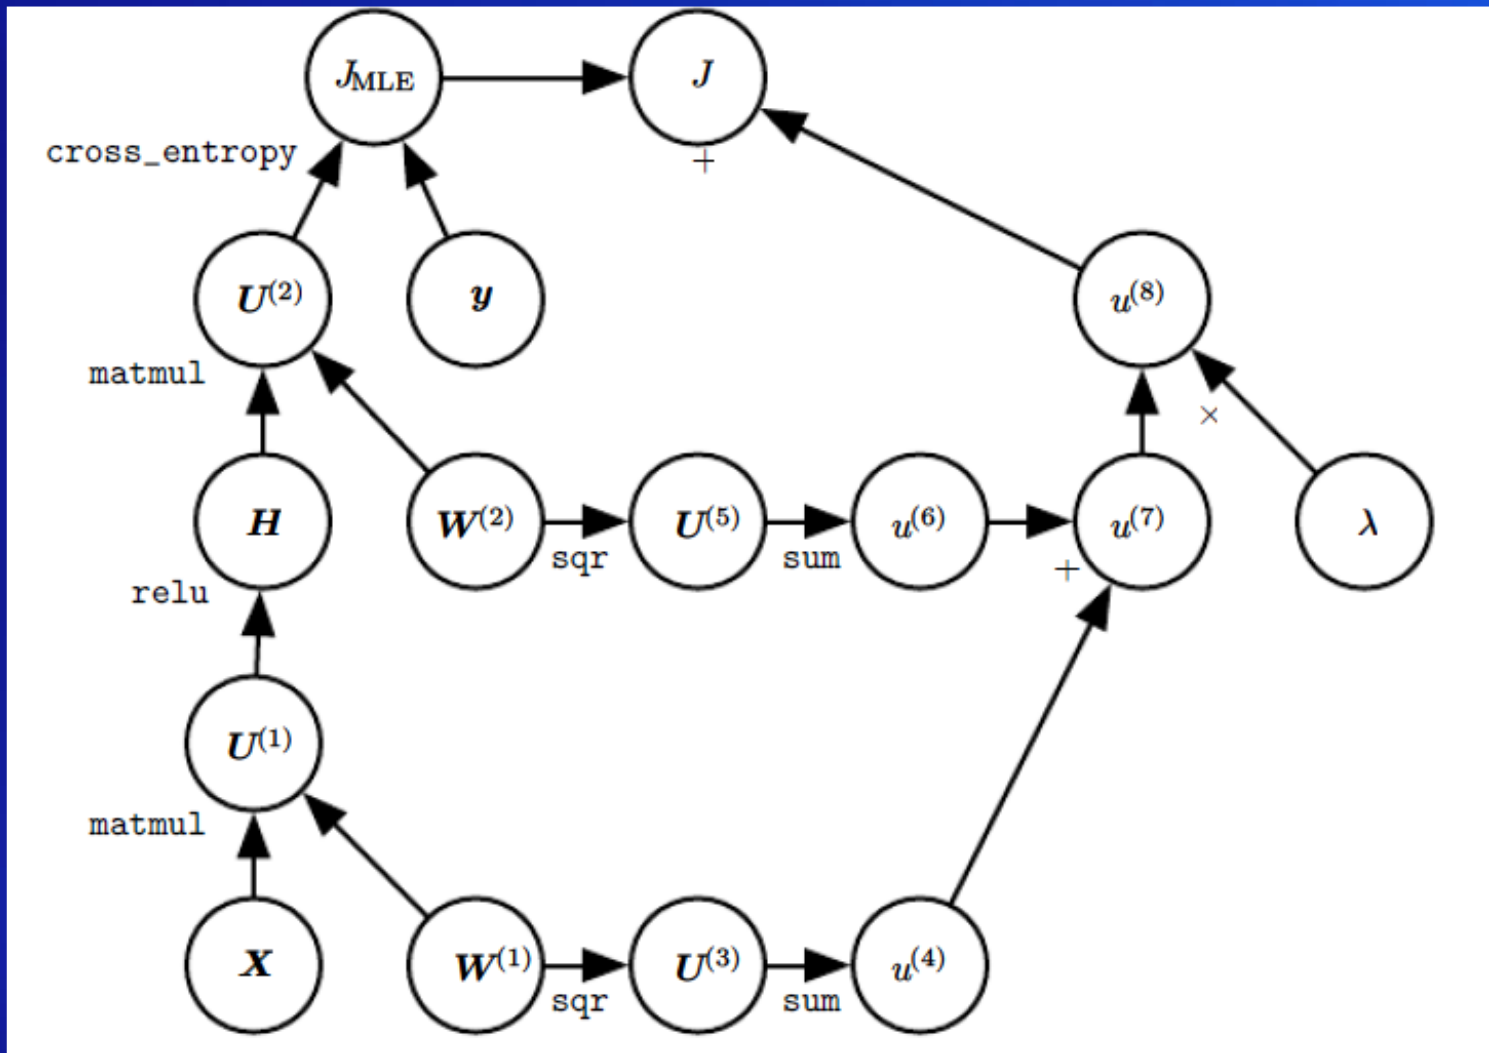 J_MLE
J
cross_entropy
+
U^(2)
y
u^(8)
matmul
×
H
W^(2)
U^(5)
u^(6)
u^(7)
λ
sqr
sum
+
relu
U^(1)
matmul
X
W^(1)
U^(3)
u^(4)
sqr
sum